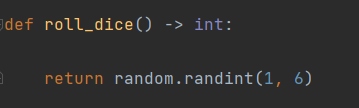 def roll_dice() -> int:
    return random.randint(1, 6)